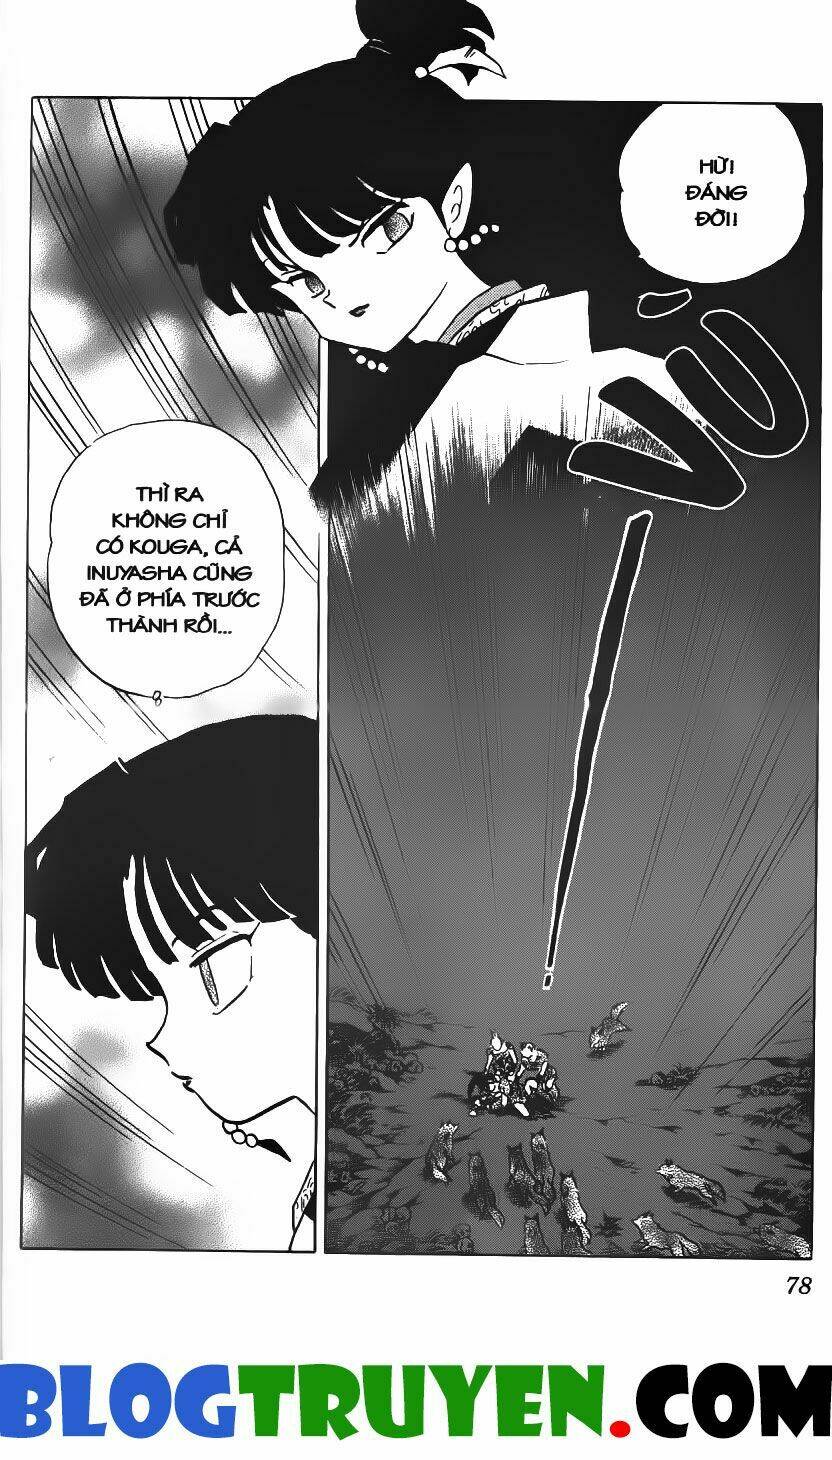 HỪ!
ĐÁNG
ĐỜI!
VÙ
THÌ RA
KHÔNG CHỈ
CÓ KOUGA, CẢ
INUYASHA CŨNG
ĐÃ Ở PHÍA TRƯỚC
THÀNH RỒI...
78
BLOGTRUYEN.COM